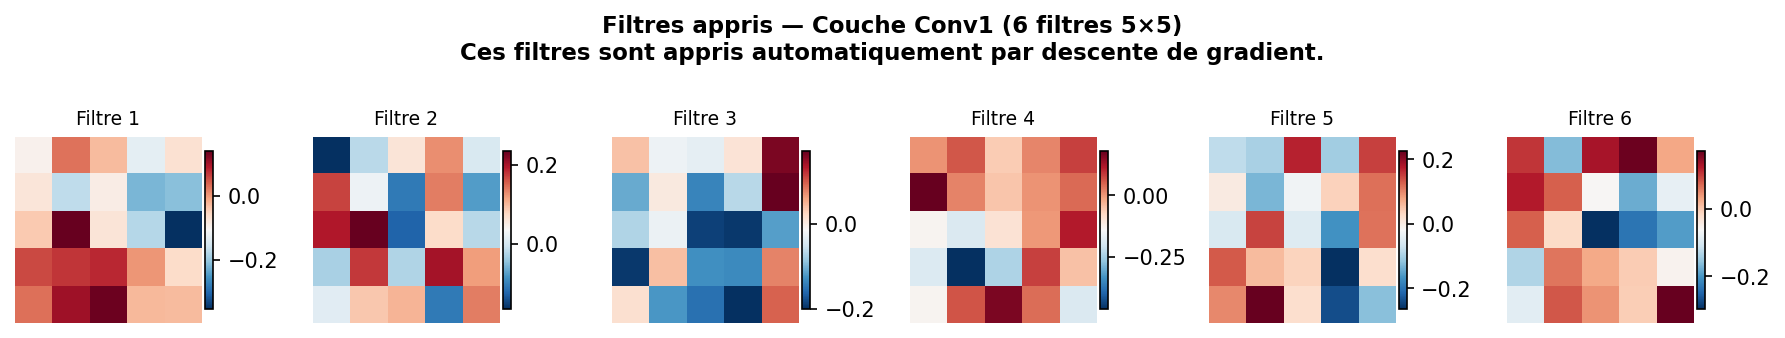 Filtres appris — Couche Conv1 (6 filtres 5×5)
Ces filtres sont appris automatiquement par descente de gradient.
Filtre 1
Filtre 2
Filtre 3
Filtre 4
Filtre 5
Filtre 6
0.0
−0.2
0.2
0.0
0.0
−0.2
0.00
−0.25
0.2
0.0
−0.2
0.0
−0.2